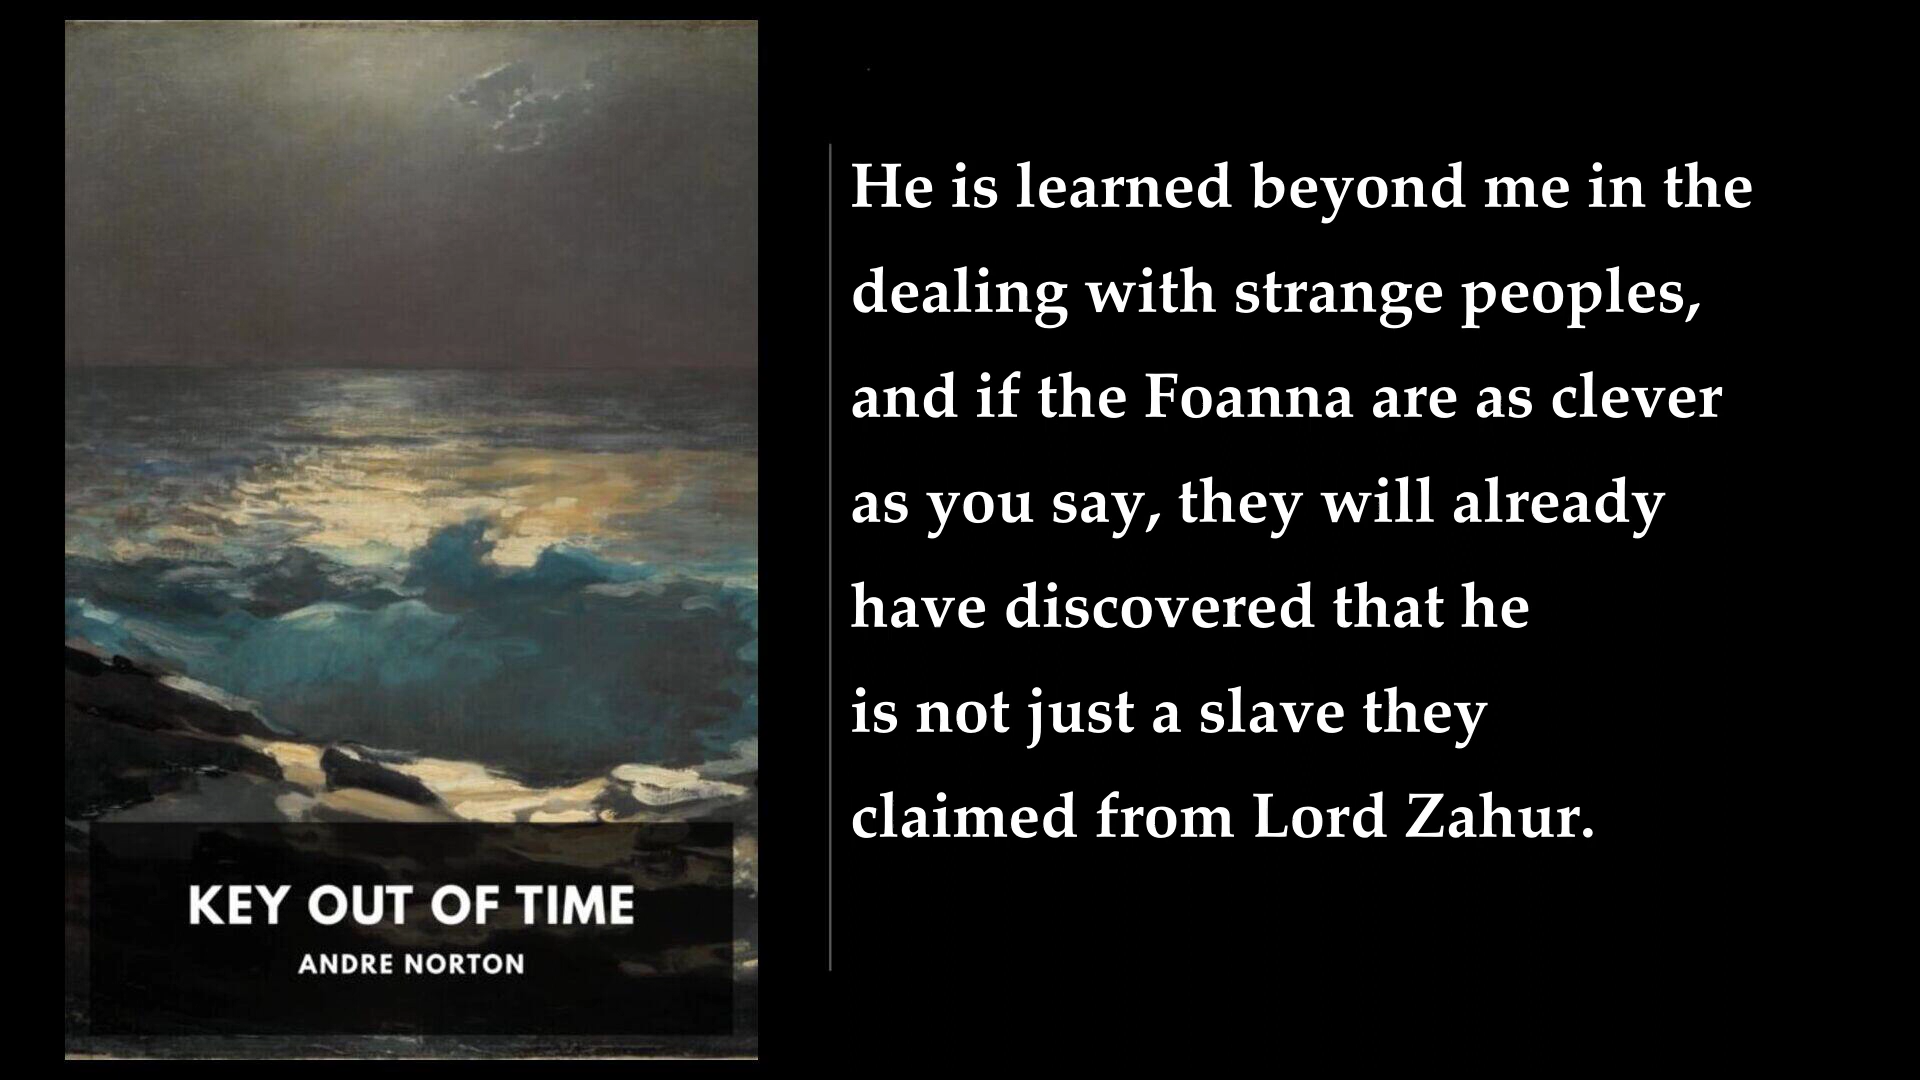 He is learned beyond me in the
dealing with strange peoples,
and if the Foanna are as clever
as you say, they will already
have discovered that he
is not just a slave they
claimed from Lord Zahur.
KEY OUT OF TIME
ANDRE NORTON